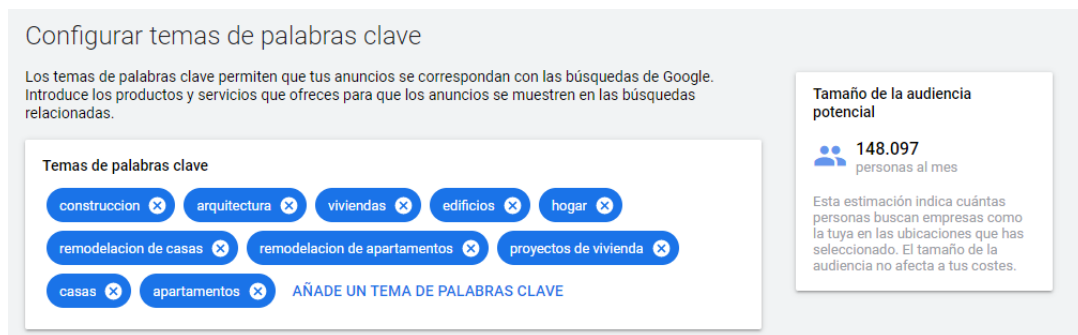 Configurar temas de palabras clave
Los temas de palabras clave permiten que tus anuncios se correspondan con las búsquedas de Google.
Introduce los productos y servicios que ofreces para que los anuncios se muestren en las búsquedas
relacionadas.
Temas de palabras clave
construccion arquitectura viviendas edificios hogar
remodelacion de casas remodelacion de apartamentos proyectos de vivienda
casas apartamentos AÑADE UN TEMA DE PALABRAS CLAVE
Tamaño de la audiencia
potencial
148.097
personas al mes
Esta estimación indica cuántas
personas buscan empresas como
la tuya en las ubicaciones que has
seleccionado. El tamaño de la
audiencia no afecta a tus costes.